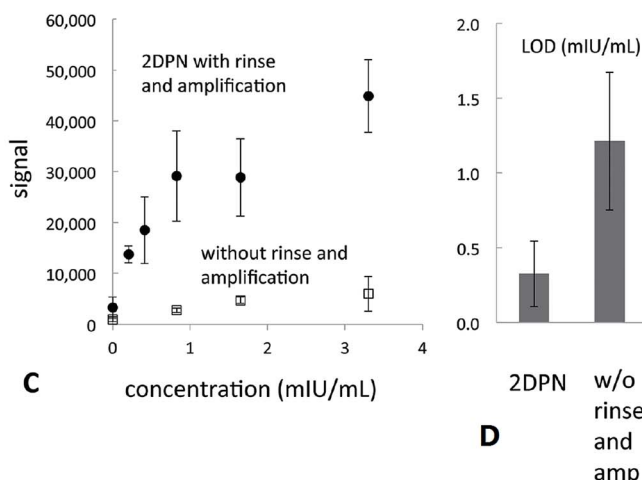 60,000
50,000
40,000
30,000
20,000
10,000
0
signal
2DPN with rinse
and amplification
without rinse and
amplification
0
1
2
3
4
C
concentration (mIU/mL)
2.0
1.5
1.0
0.5
0.0
LOD (mIU/mL)
2DPN
w/o
rinse
and
amp
D